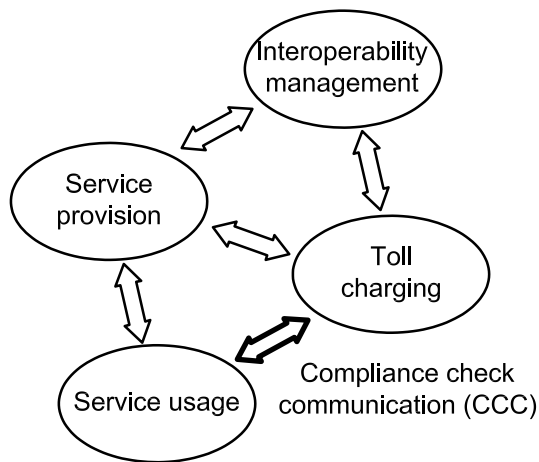 Interoperability
management
Service
provision
Toll
charging
Service usage
Compliance check
communication (CCC)